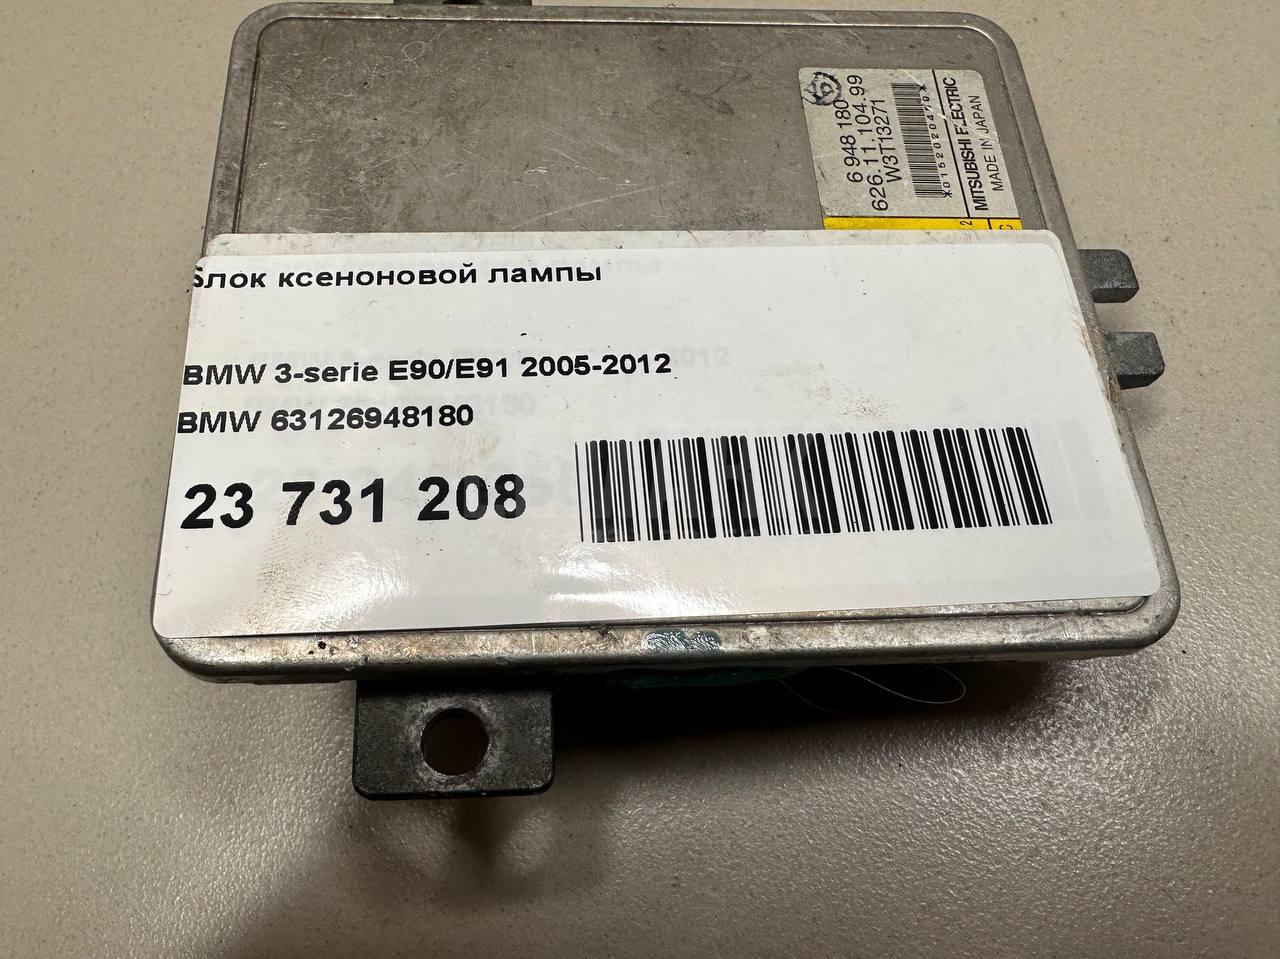 6 948 180
626.11.104.99
W3T13271
MITSUBISHI ELECTRIC
MADE IN JAPAN
Блок ксеноновой лампы
BMW 3-serie E90/E91 2005-2012
BMW 63126948180
23 731 208